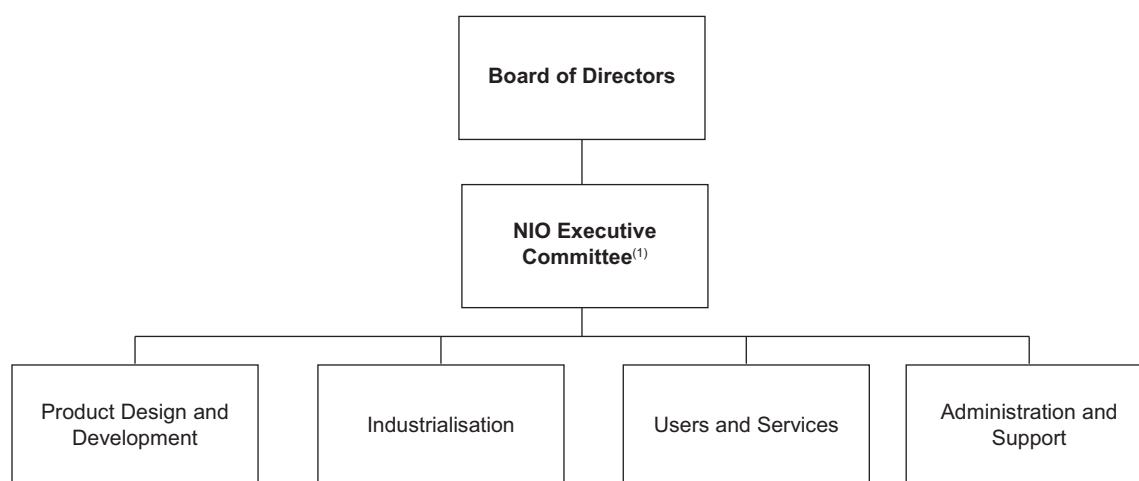 Board of Directors
NIO Executive
Committee(1)
Product Design and
Development
Industrialisation
Users and Services
Administration and
Support